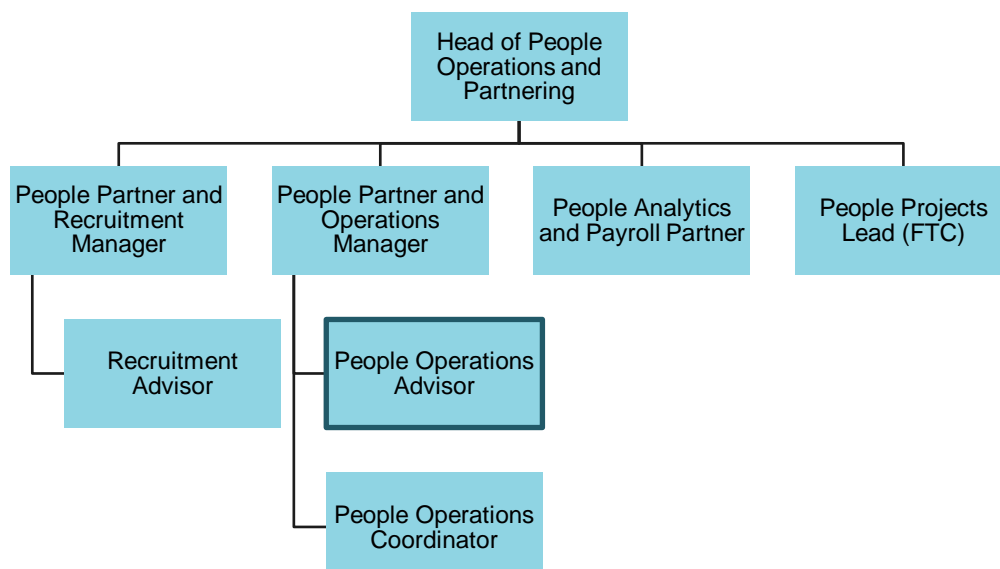 Head of People
Operations and
Partnering
People Partner and
Recruitment
Manager
People Partner and
Operations
Manager
People Analytics
and Payroll Partner
People Projects
Lead (FTC)
Recruitment
Advisor
People Operations
Advisor
People Operations
Coordinator